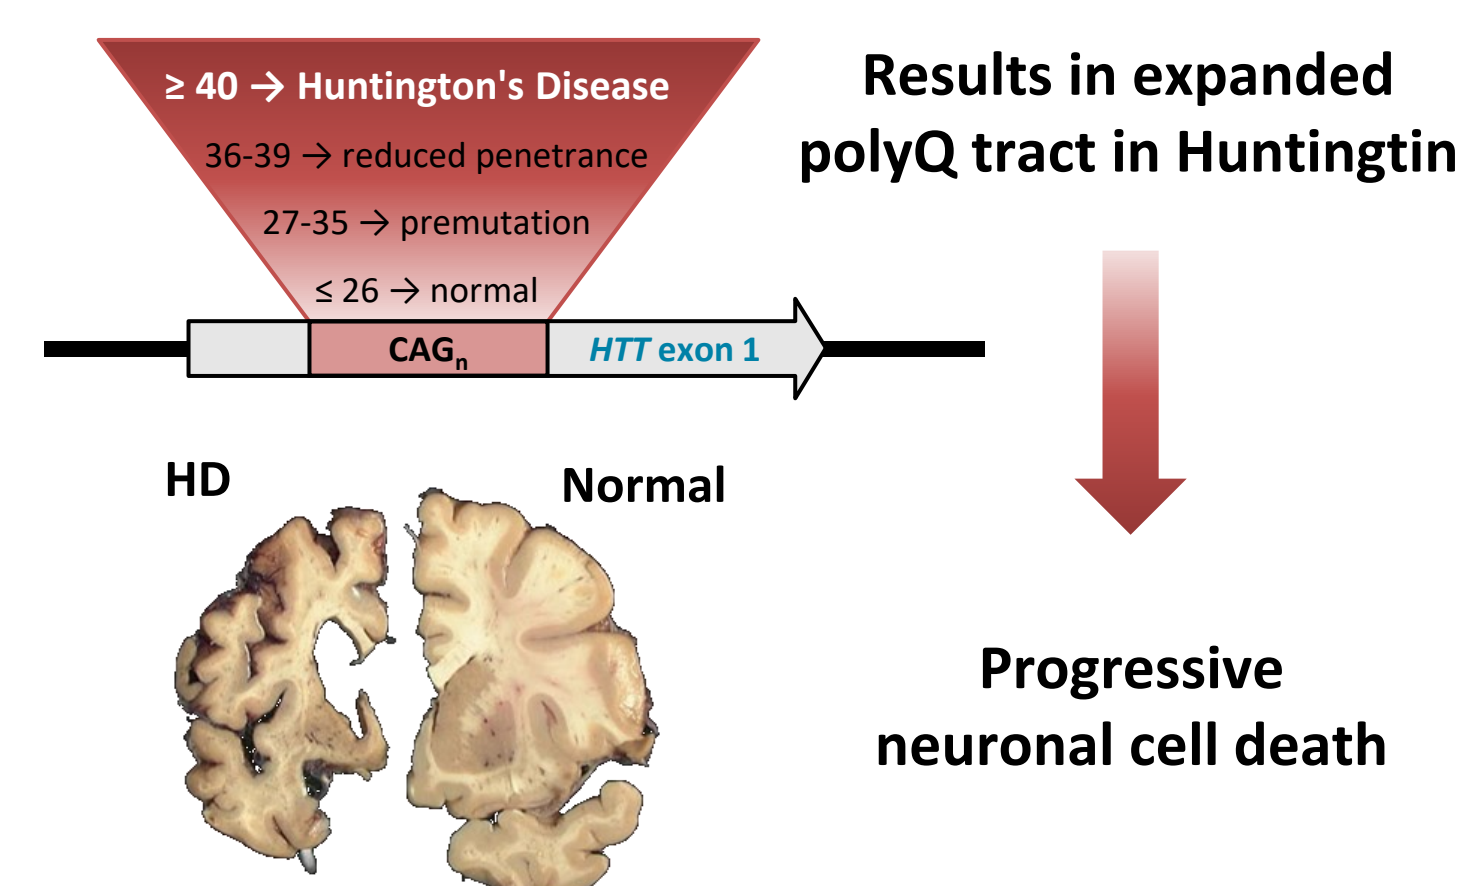 ≥ 40 → Huntington's Disease
36-39 → reduced penetrance
27-35 → premutation
≤ 26 → normal
CAGn
HTT exon 1
Results in expanded
polyQ tract in Huntingtin
HD
Normal
Progressive
neuronal cell death